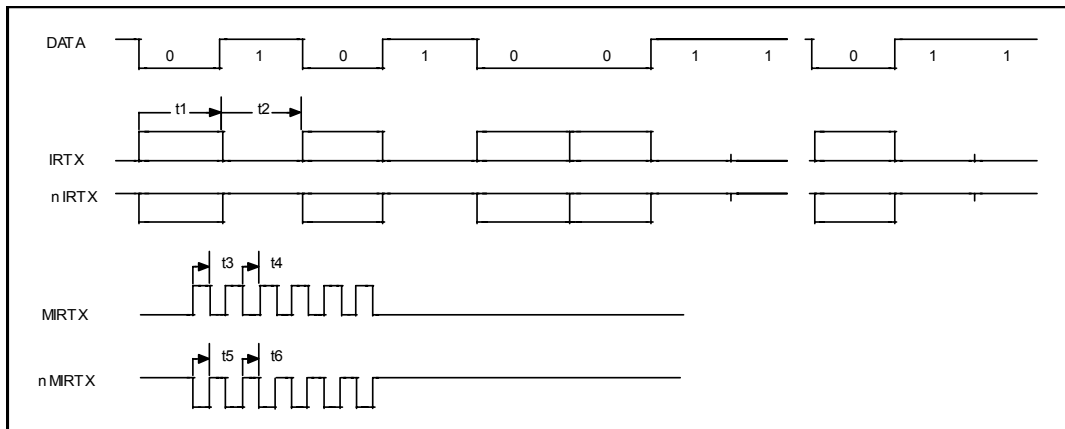 DATA
0 1 0 1 0 0 1 1 0 1 1
t1 t2
IRTX
n IRTX
t3 t4
MIRTX
t5 t6
n MIRTX